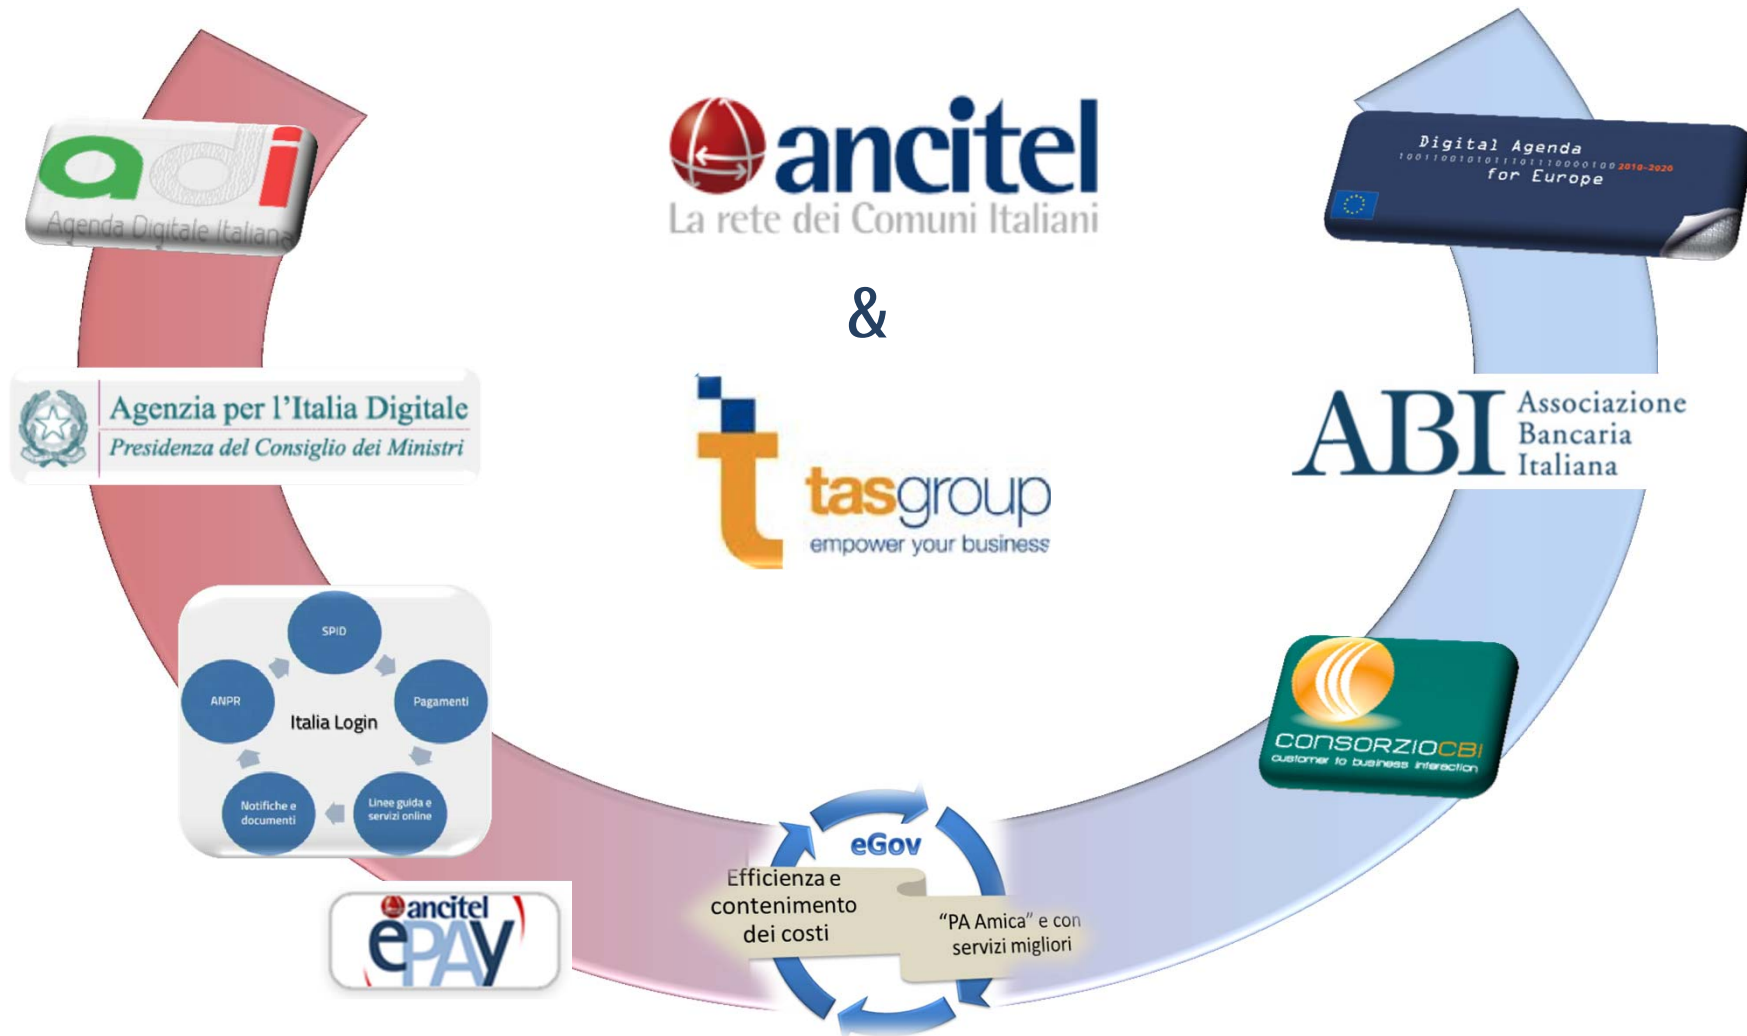 adi
Agenda Digitale Italiana
ancitel
La rete dei Comuni Italiani
&
Digital Agenda
10011001010111011110000100 2010-2020
for Europe
Agenzia per l'Italia Digitale
Presidenza del Consiglio dei Ministri
tasgroup
empower your business
ABI
Associazione
Bancaria
Italiana
SPID
ANPR
Pagamenti
Italia Login
Notifiche e
documenti
Linee guida e
servizi online
CONSORZIOCBI
customer to business interaction
eGov
Efficienza e
contenimento
dei costi
“PA Amica” e con
servizi migliori
ancitel
ePAy